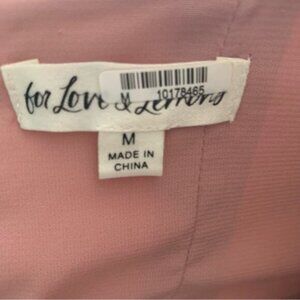 for Love & Lemons
M 10178465
M
MADE IN
CHINA